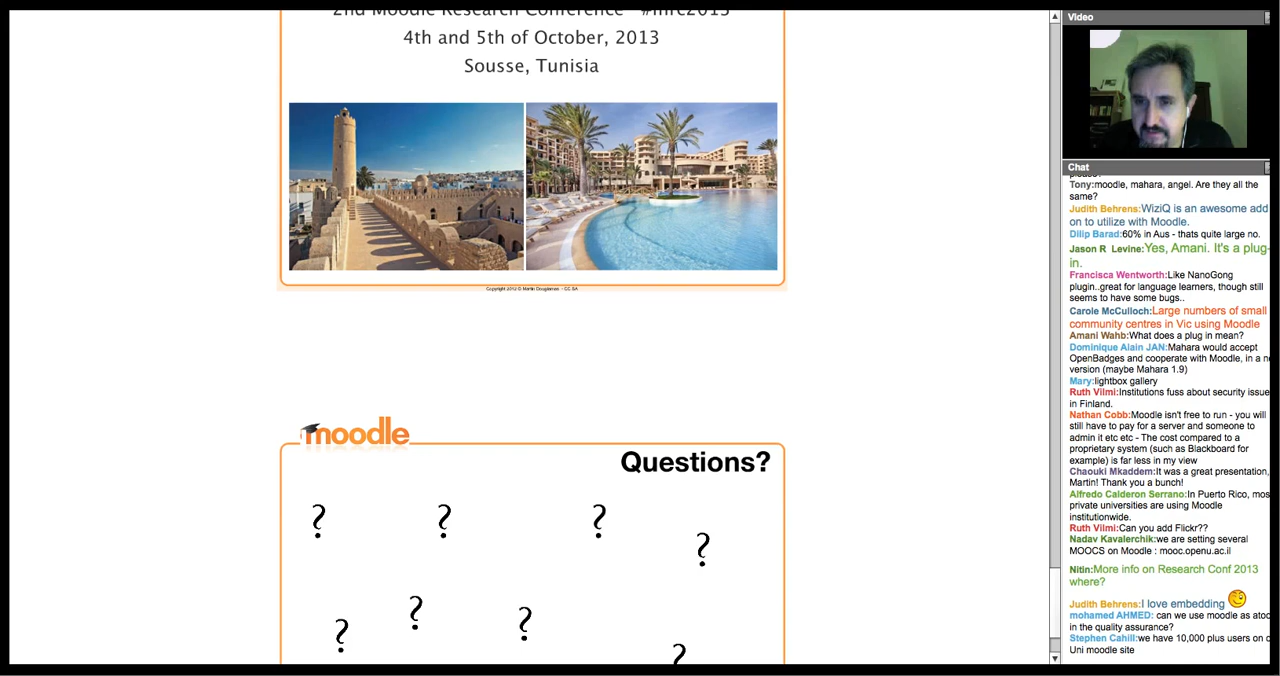 2nd Moodle Research Conference #mrc2013
4th and 5th of October, 2013
Sousse, Tunisia
Copyright 2012 © Martin Dougiamas - CC SA
moodle
Questions?
? ? ? ?
? ? ? ?
Video
Chat
please?
Tony:moodle, mahara, angel. Are they all the
same?
Judith Behrens:WiziQ is an awesome add
on to utilize with Moodle.
Dilip Barad:60% in Aus - thats quite large no.
Jason R Levine:Yes, Amani. It's a plug-
in.
Francisca Wentworth:Like NanoGong
plugin..great for language learners, though still
seems to have some bugs..
Carole McCulloch:Large numbers of small
community centres in Vic using Moodle
Amani Wahb:What does a plug in mean?
Dominique Alain JAN:Mahara would accept
OpenBadges and cooperate with Moodle, in a
version (maybe Mahara 1.9)
Mary:lightbox gallery
Ruth Vilmi:Institutions fuss about security issue
in Finland.
Nathan Cobb:Moodle isn't free to run - you will
still have to pay for a server and someone to
admin it etc etc - The cost compared to a
proprietary system (such as Blackboard for
example) is far less in my view
Chaouki Mkaddem:It was a great presentation,
Martin! Thank you a bunch!
Alfredo Calderon Serrano:In Puerto Rico, mos
private universities are using Moodle
institutionwide.
Ruth Vilmi:Can you add Flickr??
Nadav Kavalerchik:we are setting several
MOOCS on Moodle : mooc.openu.ac.il
Nitin:More info on Research Conf 2013
where?
Judith Behrens:I love embedding
mohamed AHMED: can we use moodle as
in the quality assurance?
Stephen Cahill:we have 10,000 plus users on
Uni moodle site